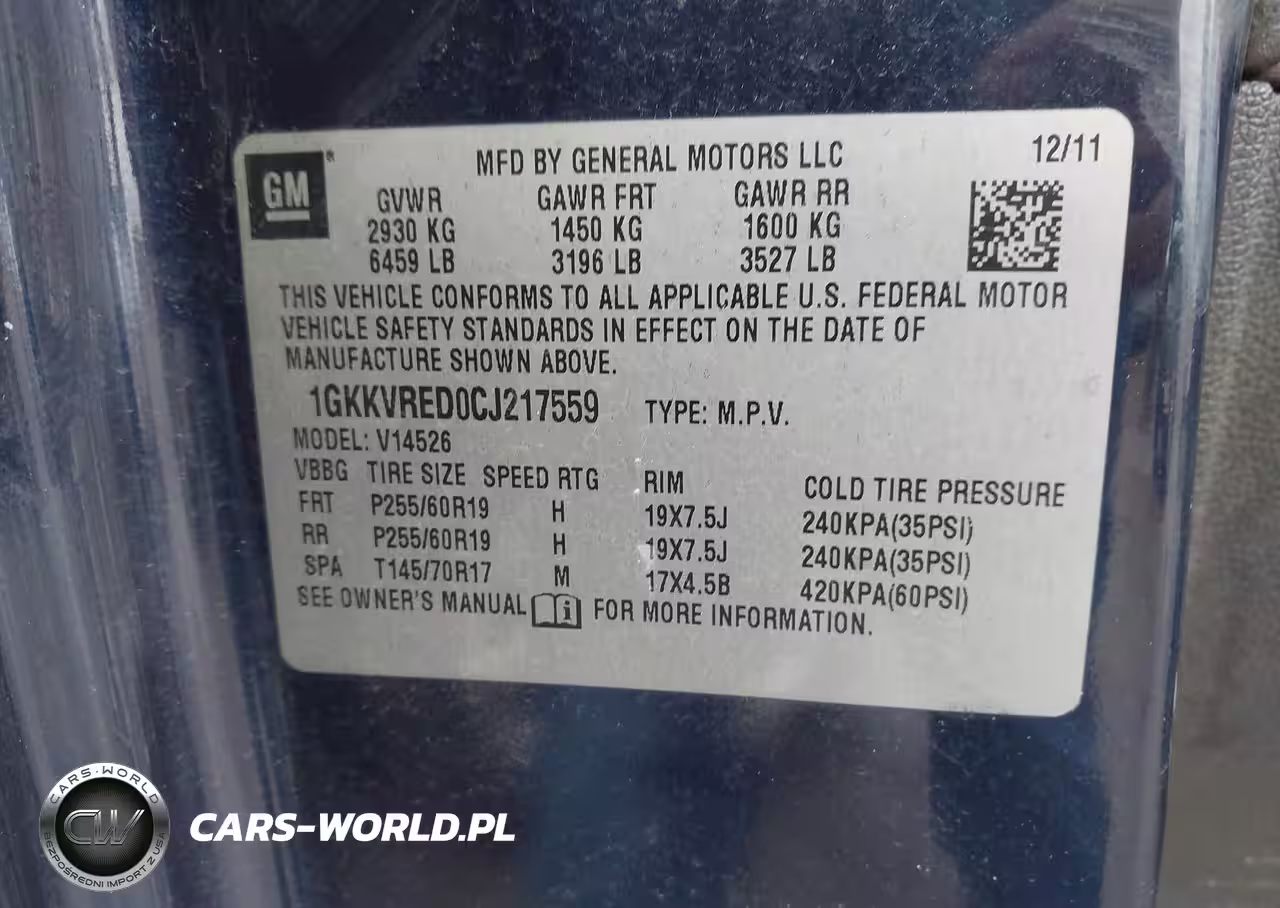 GM
®
MFD BY GENERAL MOTORS LLC
12/11
GVWR GAWR FRT GAWR RR
2930 KG 1450 KG 1600 KG
6459 LB 3196 LB 3527 LB
THIS VEHICLE CONFORMS TO ALL APPLICABLE U.S. FEDERAL MOTOR
VEHICLE SAFETY STANDARDS IN EFFECT ON THE DATE OF
MANUFACTURE SHOWN ABOVE.
1GKKVRED0CJ217559 TYPE: M.P.V.
MODEL: V14526
VBBG TIRE SIZE SPEED RTG RIM COLD TIRE PRESSURE
FRT P255/60R19 H 19X7.5J 240KPA(35PSI)
RR P255/60R19 H 19X7.5J 240KPA(35PSI)
SPA T145/70R17 M 17X4.5B 420KPA(60PSI)
SEE OWNER'S MANUAL FOR MORE INFORMATION.
CARS-WORLD
CW
BEZPOŚREDNI IMPORT Z USA
CARS-WORLD.PL